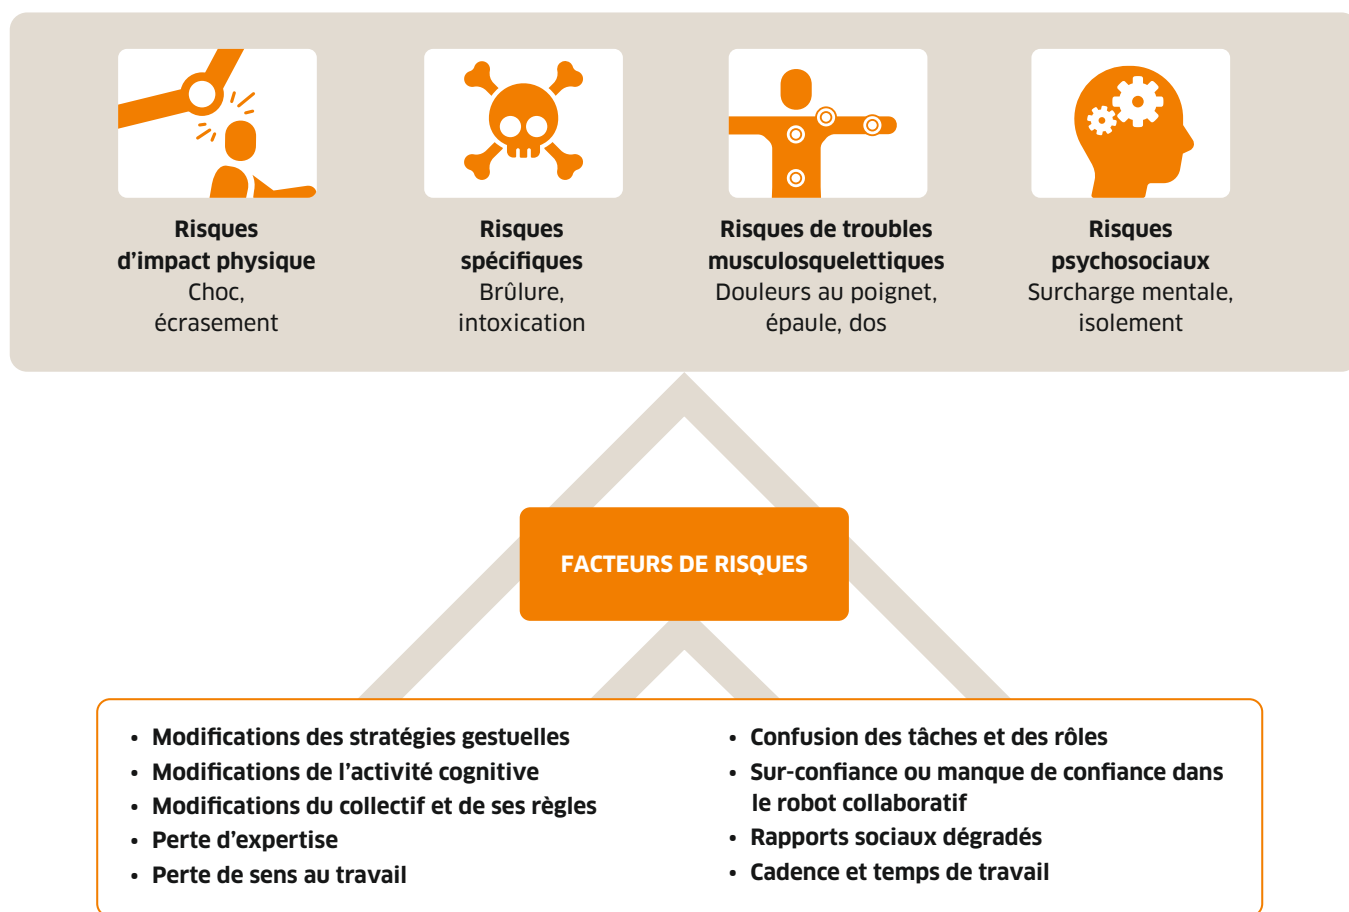 Risques
d'impact physique
Choc,
écrasement
Risques
spécifiques
Brûlure,
intoxication
Risques de troubles
musculosquelettiques
Douleurs au poignet,
épaule, dos
Risques
psychosociaux
Surcharge mentale,
isolement
FACTEURS DE RISQUES
• Modifications des stratégies gestuelles
• Modifications de l'activité cognitive
• Modifications du collectif et de ses règles
• Perte d'expertise
• Perte de sens au travail
• Confusion des tâches et des rôles
• Sur-confiance ou manque de confiance dans
le robot collaboratif
• Rapports sociaux dégradés
• Cadence et temps de travail